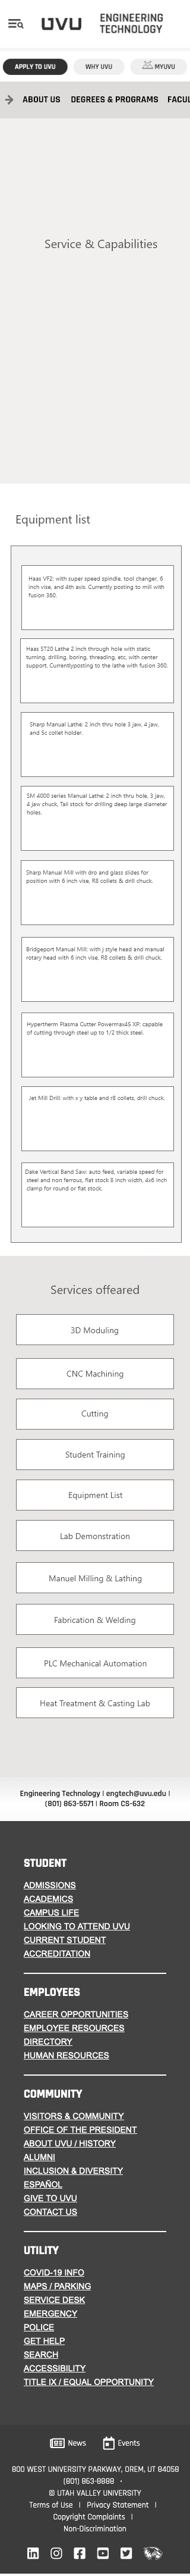 UVU ENGINEERING
TECHNOLOGY
APPLY TO UVU WHY UVU MYUVU
ABOUT US DEGREES & PROGRAMS FACUL
Service & Capabilities
Equipment list
Haas VF2: with super speed spindle, tool changer, 6
inch vise, and 4th axis. Currently posting to mill with
fusion 360.
Haas ST20 Lathe 2 inch through hole with static
turning, drilling, boring, threading, etc, with center
support. Currentlyposting to the lathe with fusion 360.
Sharp Manual Lathe: 2 inch thru hole 3 jaw, 4 jaw,
and 5c collet holder.
SM 4000 series Manual Lathe: 2 inch thru hole, 3 jaw,
4 jaw chuck, Tail stock for drilling deep large diameter
holes.
Sharp Manual Mill with dro and glass slides for
position with 6 inch vise, R8 collets & drill chuck.
Bridgeport Manual Mill: with j style head and manual
rotary head with 6 inch vise. R8 collets & drill chuck.
Hypertherm Plasma Cutter Powermax45 XP: capable
of cutting through steel up to 1/2 thick steel.
Jet Mill Drill: with x y table and r8 collets, drill chuck.
Dake Vertical Band Saw: auto feed, variable speed for
steel and non ferrous, flat stock 8 inch width, 4x6 inch
clamp for round or flat stock.
Services offeared
3D Moduling
CNC Machining
Cutting
Student Training
Equipment List
Lab Demonstration
Manuel Milling & Lathing
Fabrication & Welding
PLC Mechanical Automation
Heat Treatment & Casting Lab
Engineering Technology | engtech@uvu.edu |
(801) 863-5571 | Room CS-632
STUDENT
ADMISSIONS
ACADEMICS
CAMPUS LIFE
LOOKING TO ATTEND UVU
CURRENT STUDENT
ACCREDITATION
EMPLOYEES
CAREER OPPORTUNITIES
EMPLOYEE RESOURCES
DIRECTORY
HUMAN RESOURCES
COMMUNITY
VISITORS & COMMUNITY
OFFICE OF THE PRESIDENT
ABOUT UVU / HISTORY
ALUMNI
INCLUSION & DIVERSITY
ESPAÑOL
GIVE TO UVU
CONTACT US
UTILITY
COVID-19 INFO
MAPS / PARKING
SERVICE DESK
EMERGENCY
POLICE
GET HELP
SEARCH
ACCESSIBILITY
TITLE IX / EQUAL OPPORTUNITY
News Events
800 WEST UNIVERSITY PARKWAY, OREM, UT 84058
(801) 863-8888 ·
© UTAH VALLEY UNIVERSITY
Terms of Use | Privacy Statement |
Copyright Complaints |
Non-Discrimination